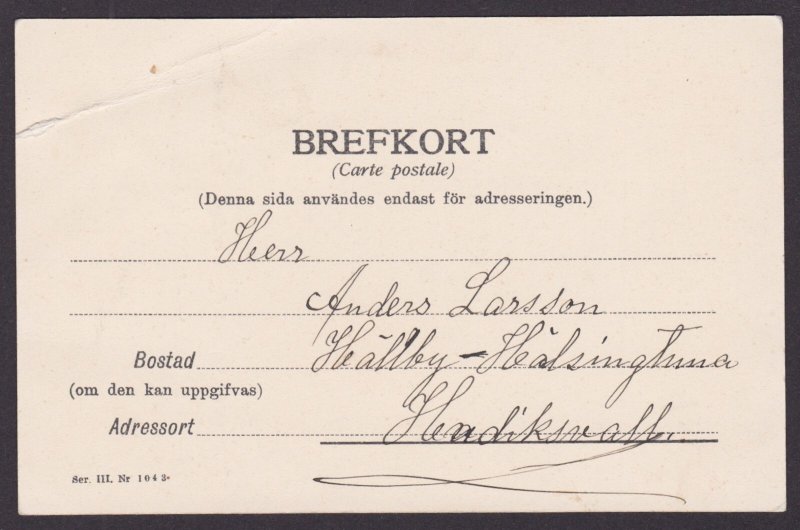 BREFKORT
(Carte postale)
(Denna sida användes endast för adresseringen.)
Herr
Anders Larsson
Bostad Hällby - Hälsingtuna
(om den kan uppgifvas)
Adressort Hudiksvall.
Ser. III. Nr 1043.